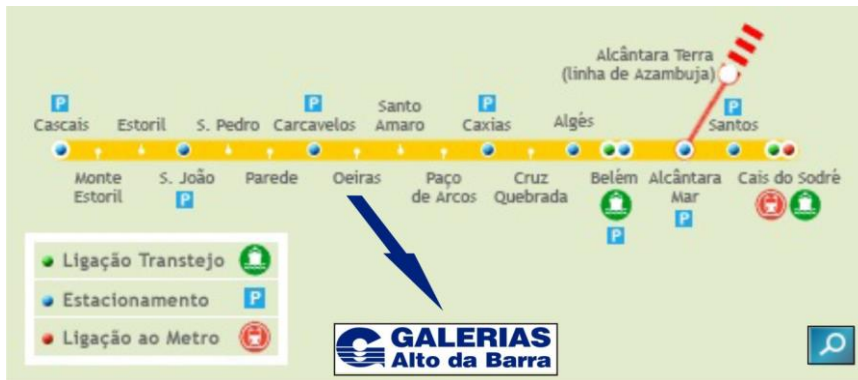 Alcântara Terra
(linha de Azambuja)
P
P
P
P
Cascais
Estoril
S. Pedro
Carcavelos
Santo
Amaro
Caxias
Algés
Santos
Monte
Estoril
S. João
P
Parede
Oeiras
Paço
de Arcos
Cruz
Quebrada
Belém
P
Alcântara
Mar
P
Cais do Sodré
Ligação Transtejo
Estacionamento P
Ligação ao Metro
GALERIAS
Alto da Barra